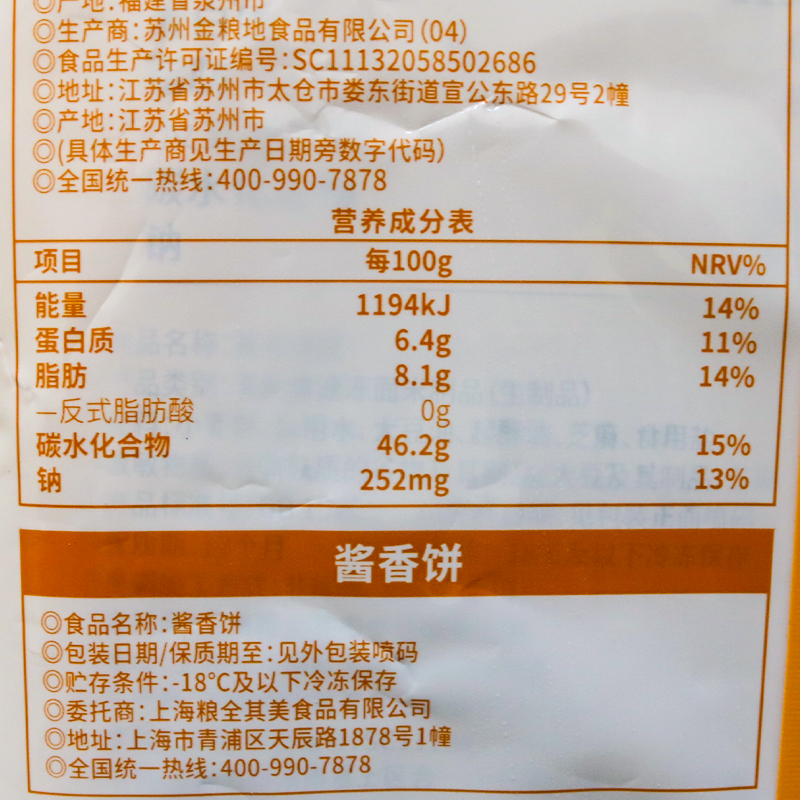 ◎产地:福建省泉州市
◎生产商:苏州金粮地食品有限公司(04)
◎食品生产许可证编号:SC11132058502686
◎地址:江苏省苏州市太仓市娄东街道宣公东路29号2幢
◎产地:江苏省苏州市
◎(具体生产商见生产日期旁数字代码)
◎全国统一热线:400-990-7878
营养成分表
项目 每100g NRV%
能量 1194kJ 14%
蛋白质 6.4g 11%
脂肪 8.1g 14%
—反式脂肪酸 0g
碳水化合物 46.2g 15%
钠 252mg 13%
酱香饼
◎食品名称:酱香饼
◎包装日期/保质期至:见外包装喷码
◎贮存条件:-18℃及以下冷冻保存
◎委托商:上海粮全其美食品有限公司
◎地址:上海市青浦区天辰路1878号1幢
◎全国统一热线:400-990-7878